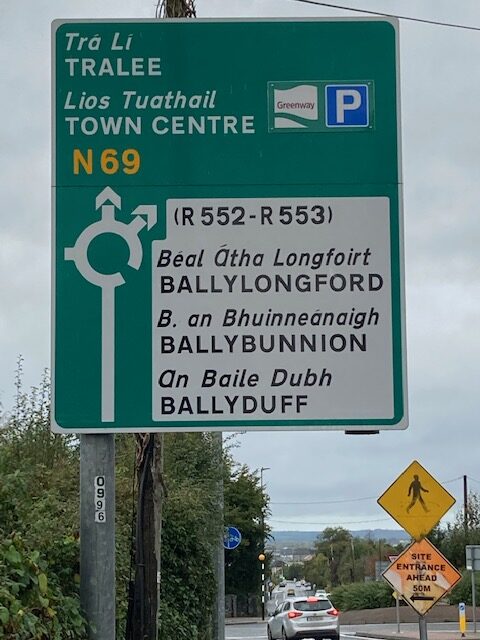 Trá Lí
TRALEE
Lios Tuathail
TOWN CENTRE
Greenway
P
N69
(R552-R553)
Béal Átha Longfoirt
BALLYLONGFORD
B. an Bhuinneánaigh
BALLYBUNNION
An Baile Dubh
BALLYDUFF
0996
SITE
ENTRANCE
AHEAD
50M